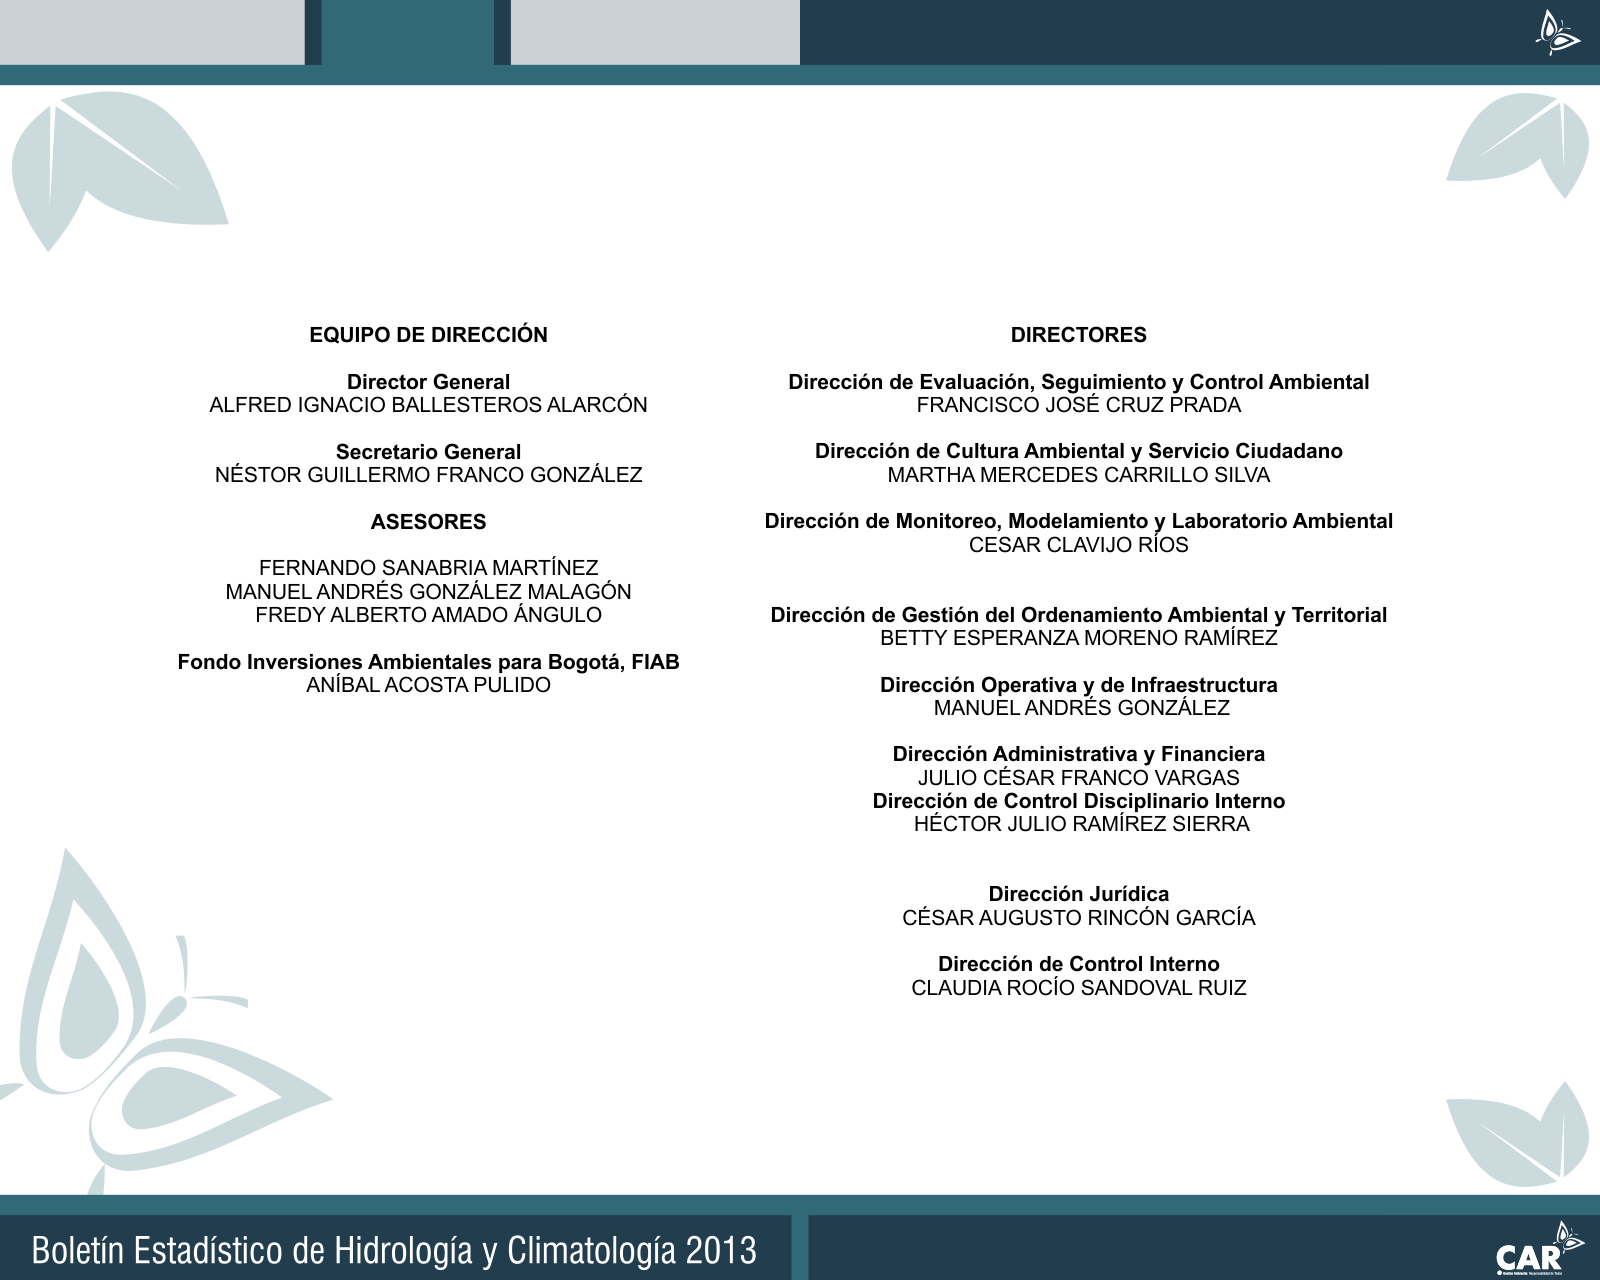 EQUIPO DE DIRECCIÓN
Director General
ALFRED IGNACIO BALLESTEROS ALARCÓN
Secretario General
NÉSTOR GUILLERMO FRANCO GONZÁLEZ
ASESORES
FERNANDO SANABRIA MARTÍNEZ
MANUEL ANDRÉS GONZÁLEZ MALAGÓN
FREDY ALBERTO AMADO ÁNGULO
Fondo Inversiones Ambientales para Bogotá, FIAB
ANÍBAL ACOSTA PULIDO
DIRECTORES
Dirección de Evaluación, Seguimiento y Control Ambiental
FRANCISCO JOSÉ CRUZ PRADA
Dirección de Cultura Ambiental y Servicio Ciudadano
MARTHA MERCEDES CARRILLO SILVA
Dirección de Monitoreo, Modelamiento y Laboratorio Ambiental
CESAR CLAVIJO RÍOS
Dirección de Gestión del Ordenamiento Ambiental y Territorial
BETTY ESPERANZA MORENO RAMÍREZ
Dirección Operativa y de Infraestructura
MANUEL ANDRÉS GONZÁLEZ
Dirección Administrativa y Financiera
JULIO CÉSAR FRANCO VARGAS
Dirección de Control Disciplinario Interno
HÉCTOR JULIO RAMÍREZ SIERRA
Dirección Jurídica
CÉSAR AUGUSTO RINCÓN GARCÍA
Dirección de Control Interno
CLAUDIA ROCÍO SANDOVAL RUIZ
Boletín Estadístico de Hidrología y Climatología 2013
CAR